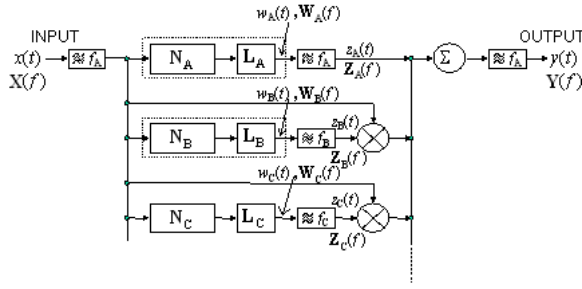 w_A(t), W_A(f)
INPUT
OUTPUT
x(t)
≈ f_A
N_A
L_A
≈ f_A
z_A(t)
Σ
≈ f_A
y(t)
X(f)
Z_A(f)
Y(f)
w_B(t), W_B(f)
N_B
L_B
≈ f_B
z_B(t)
Z_B(f)
w_C(t), W_C(f)
N_C
L_C
≈ f_C
z_C(t)
Z_C(f)